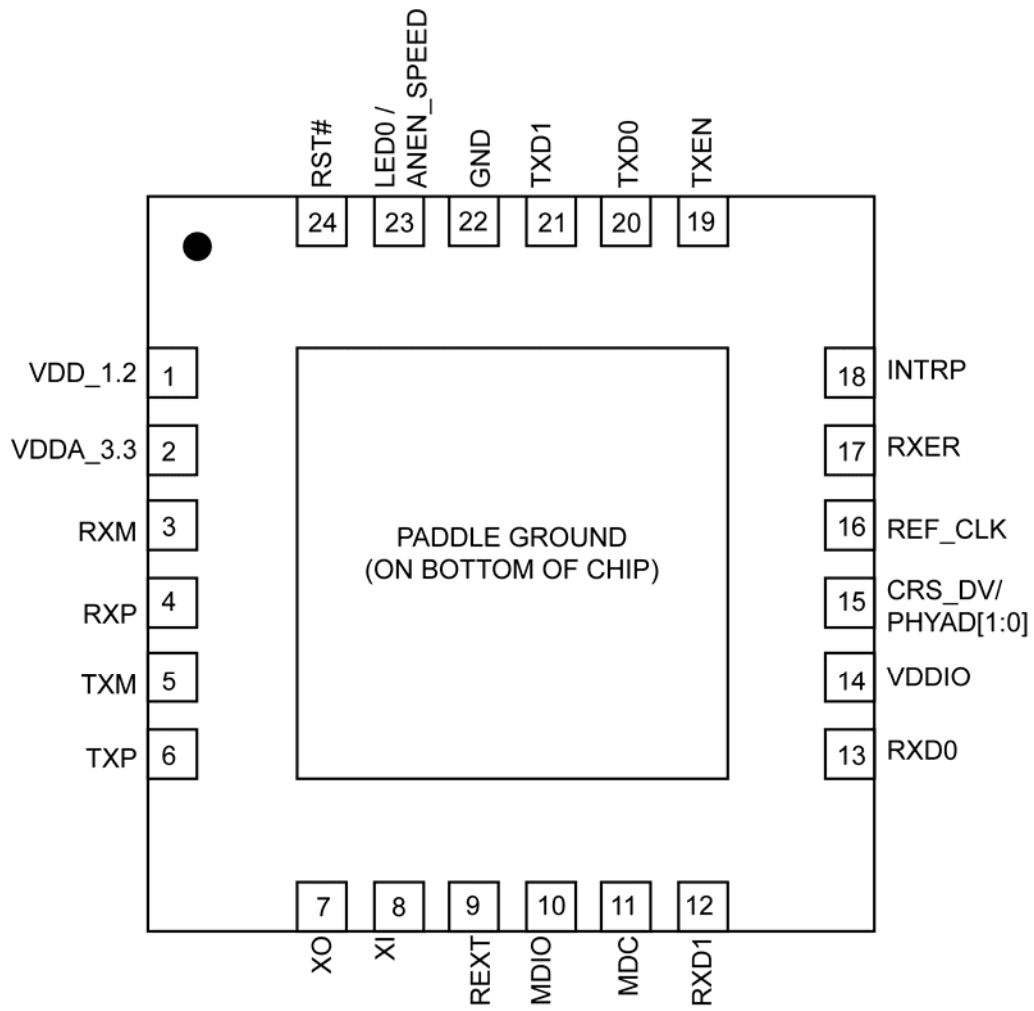 RST#
LED0 /
ANEN_SPEED
GND
TXD1
TXD0
TXEN
24
23
22
21
20
19
VDD_1.2
1
VDDA_3.3
2
RXM
3
RXP
4
TXM
5
TXP
6
PADDLE GROUND
(ON BOTTOM OF CHIP)
18
INTRP
17
RXER
16
REF_CLK
15
CRS_DV/
PHYAD[1:0]
14
VDDIO
13
RXD0
7
8
9
10
11
12
XO
XI
REXT
MDIO
MDC
RXD1